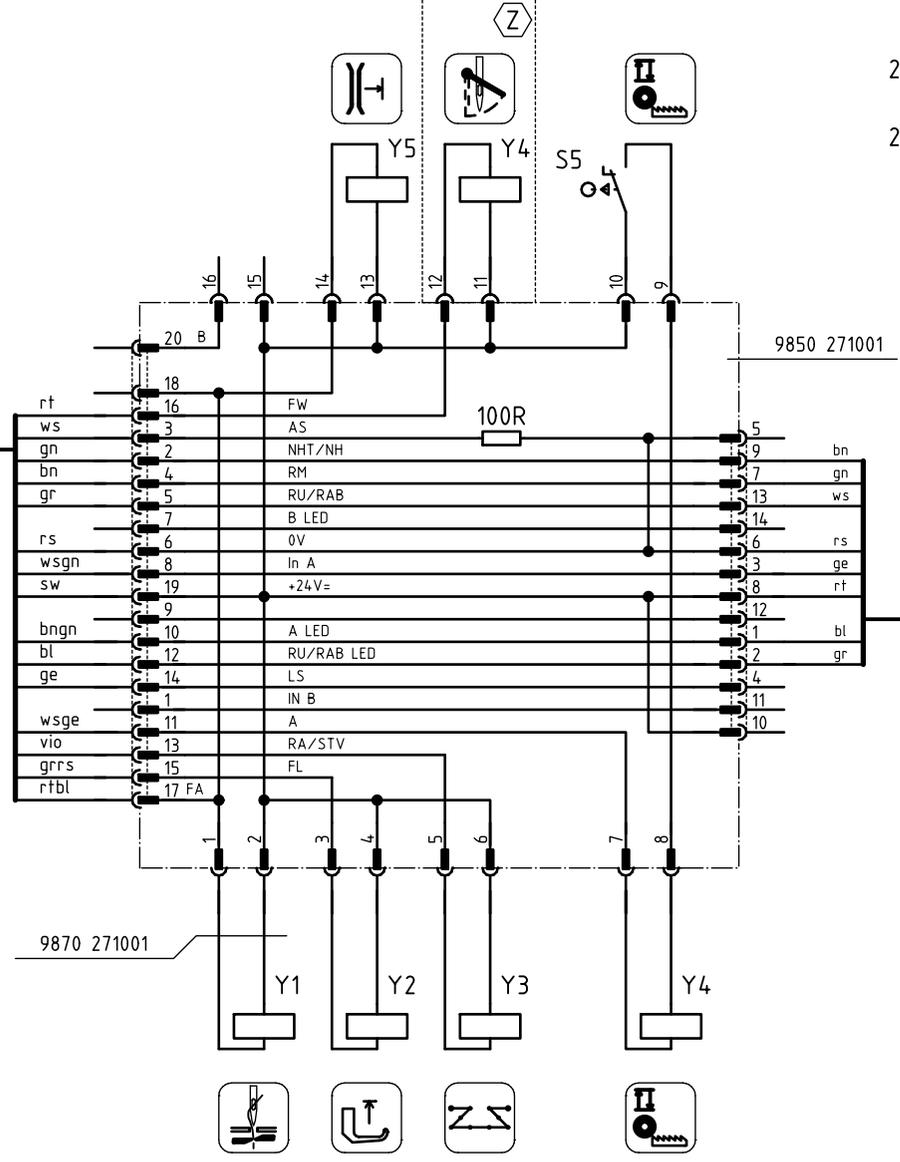 Z
2
2
Y5
Y4
S5
16
15
14
13
12
11
10
9
20 B
9850 271001
18
rt 16 FW
100R
ws 3 AS 5
gn 2 NHT/NH 9 bn
bn 4 RM 7 gn
gr 5 RU/RAB 13 ws
7 B LED 14
rs 6 0V 6 rs
wsgn 8 In A 3 ge
sw 19 +24V= 8 rt
9 12
bngn 10 A LED 1 bl
bl 12 RU/RAB LED 2 gr
ge 14 LS 4
1 IN B 11
wsge 11 A 10
vio 13 RA/STV
grrs 15 FL
rtbl 17 FA
1
2
3
4
5
6
7
8
9870 271001
Y1
Y2
Y3
Y4